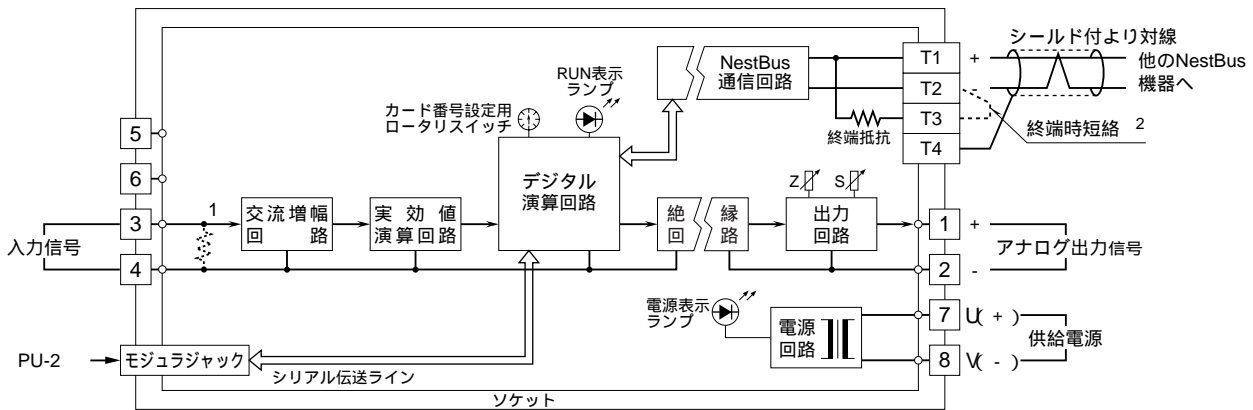 シールド付より対線
T1
+
他のNestBus
機器へ
T2
-
T3
T4
終端時短絡 2
NestBus
通信回路
終端抵抗
RUN表示
ランプ
カード番号設定用
ロータリスイッチ
デジタル
演算回路
5
6
3
4
入力信号
1
交流増幅
回路
実効値
演算回路
絶縁
回路
Z
S
出力
回路
1
+
アナログ出力信号
2
-
電源表示
ランプ
電源
回路
7
U( + )
供給電源
8
V( - )
PU-2
モジュラジャック
シリアル伝送ライン
ソケット